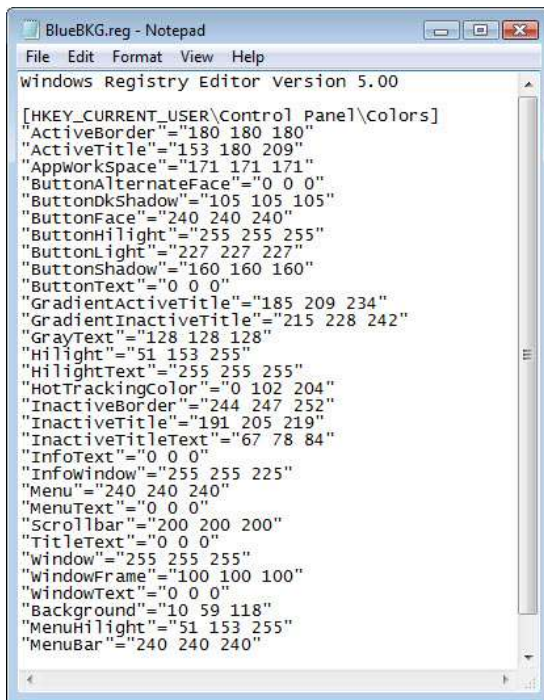 BlueBKG.reg - Notepad
File Edit Format View Help
Windows Registry Editor Version 5.00
[HKEY_CURRENT_USER\Control Panel\Colors]
"ActiveBorder"="180 180 180"
"ActiveTitle"="153 180 209"
"AppWorkSpace"="171 171 171"
"ButtonAlternateFace"="0 0 0"
"ButtonDkShadow"="105 105 105"
"ButtonFace"="240 240 240"
"ButtonHilight"="255 255 255"
"ButtonLight"="227 227 227"
"ButtonShadow"="160 160 160"
"ButtonText"="0 0 0"
"GradientActiveTitle"="185 209 234"
"GradientInactiveTitle"="215 228 242"
"GrayText"="128 128 128"
"Hilight"="51 153 255"
"HilightText"="255 255 255"
"HotTrackingColor"="0 102 204"
"InactiveBorder"="244 247 252"
"InactiveTitle"="191 205 219"
"InactiveTitleText"="67 78 84"
"InfoText"="0 0 0"
"InfoWindow"="255 255 225"
"Menu"="240 240 240"
"MenuText"="0 0 0"
"Scrollbar"="200 200 200"
"TitleText"="0 0 0"
"Window"="255 255 255"
"WindowFrame"="100 100 100"
"WindowText"="0 0 0"
"Background"="10 59 118"
"MenuHilight"="51 153 255"
"MenuBar"="240 240 240"